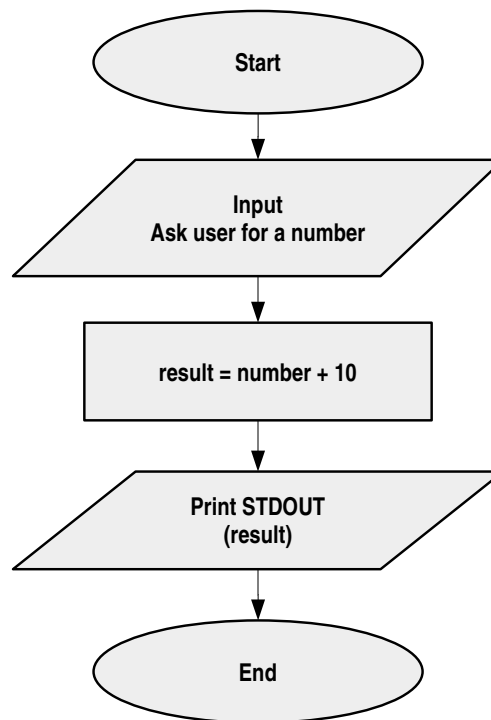 Start
Input
Ask user for a number
result = number + 10
Print STDOUT
(result)
End